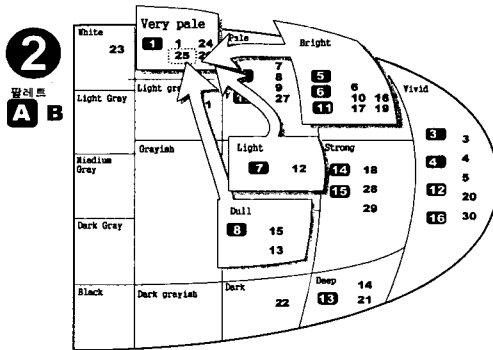 2
팔레트
A B
White
23
Very pale
1 1 24
25
Pale
7
8
9
27
Bright
5
6 6
10 16
11 17 19
Vivid
3 3
4 4
5
12 20
16 30
Light Gray
Light
1
Grayish
Light
7 12
Strong
14 18
15 28
29
Miedium
Gray
Dull
8 15
13
Dark Gray
Black
Dark grayish
Dark
22
Deep
14
13 21